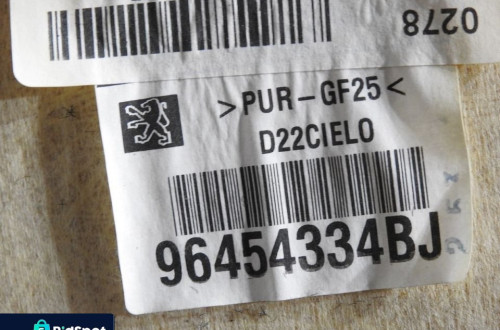 0278
>PUR-GF25<
D22CIELO
96454334BJ